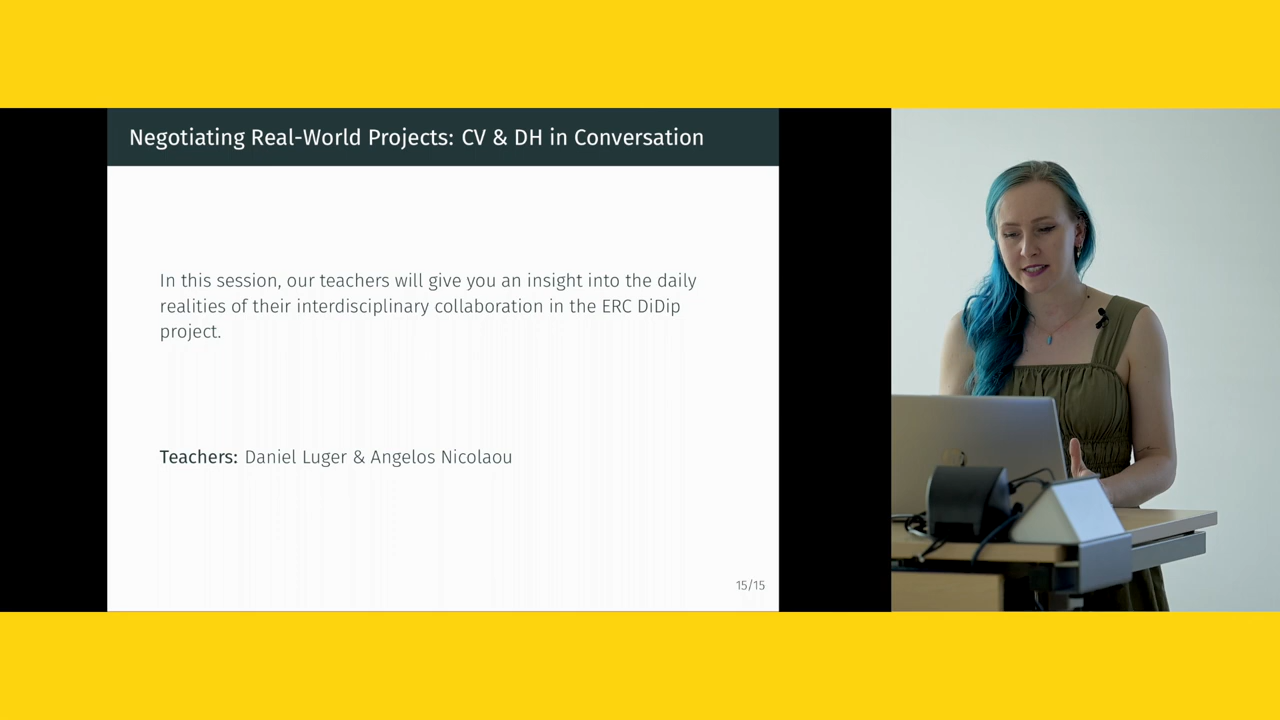 Negotiating Real-World Projects: CV & DH in Conversation
In this session, our teachers will give you an insight into the daily
realities of their interdisciplinary collaboration in the ERC DiDip
project.
Teachers: Daniel Luger & Angelos Nicolaou
15/15